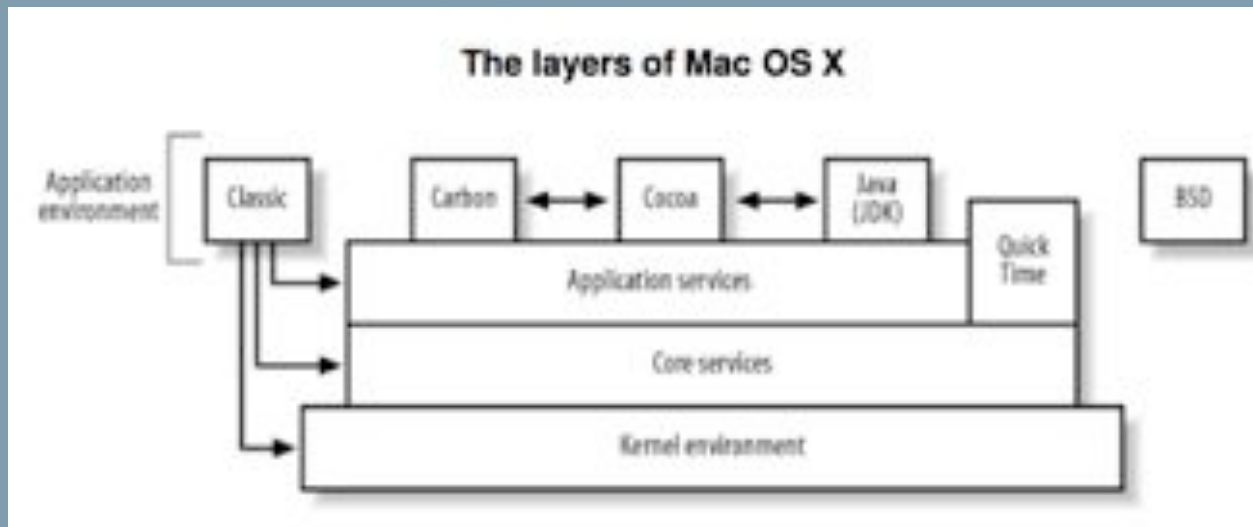 The layers of Mac OS X
Application
environment
Classic
Carbon
Cocoa
Java
(JDK)
BSD
Quick
Time
Application services
Core services
Kernel environment